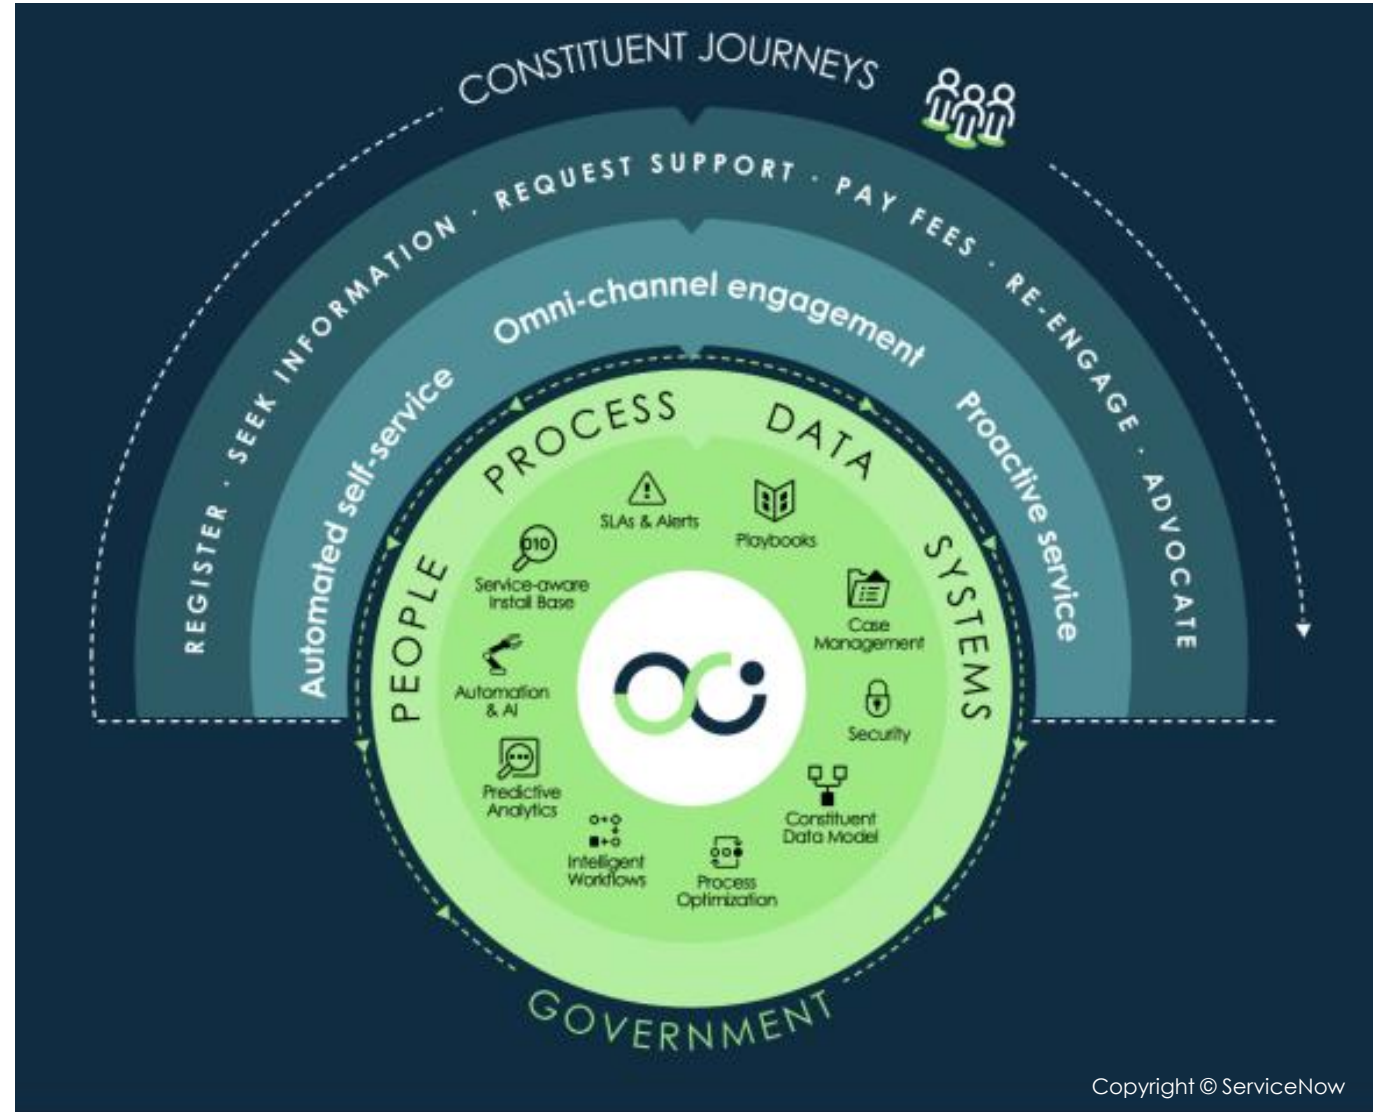 CONSTITUENT JOURNEYS
REGISTER · SEEK INFORMATION · REQUEST SUPPORT · PAY FEES · RE-ENGAGE · ADVOCATE
Automated self-service
Omni-channel engagement
Proactive service
PEOPLE
PROCESS
DATA
SYSTEMS
SLAs & Alerts
Playbooks
Service-aware
Install Base
Case
Management
Automation
& AI
Security
Predictive
Analytics
Constituent
Data Model
Intelligent
Workflows
Process
Optimization
010
GOVERNMENT
Copyright © ServiceNow